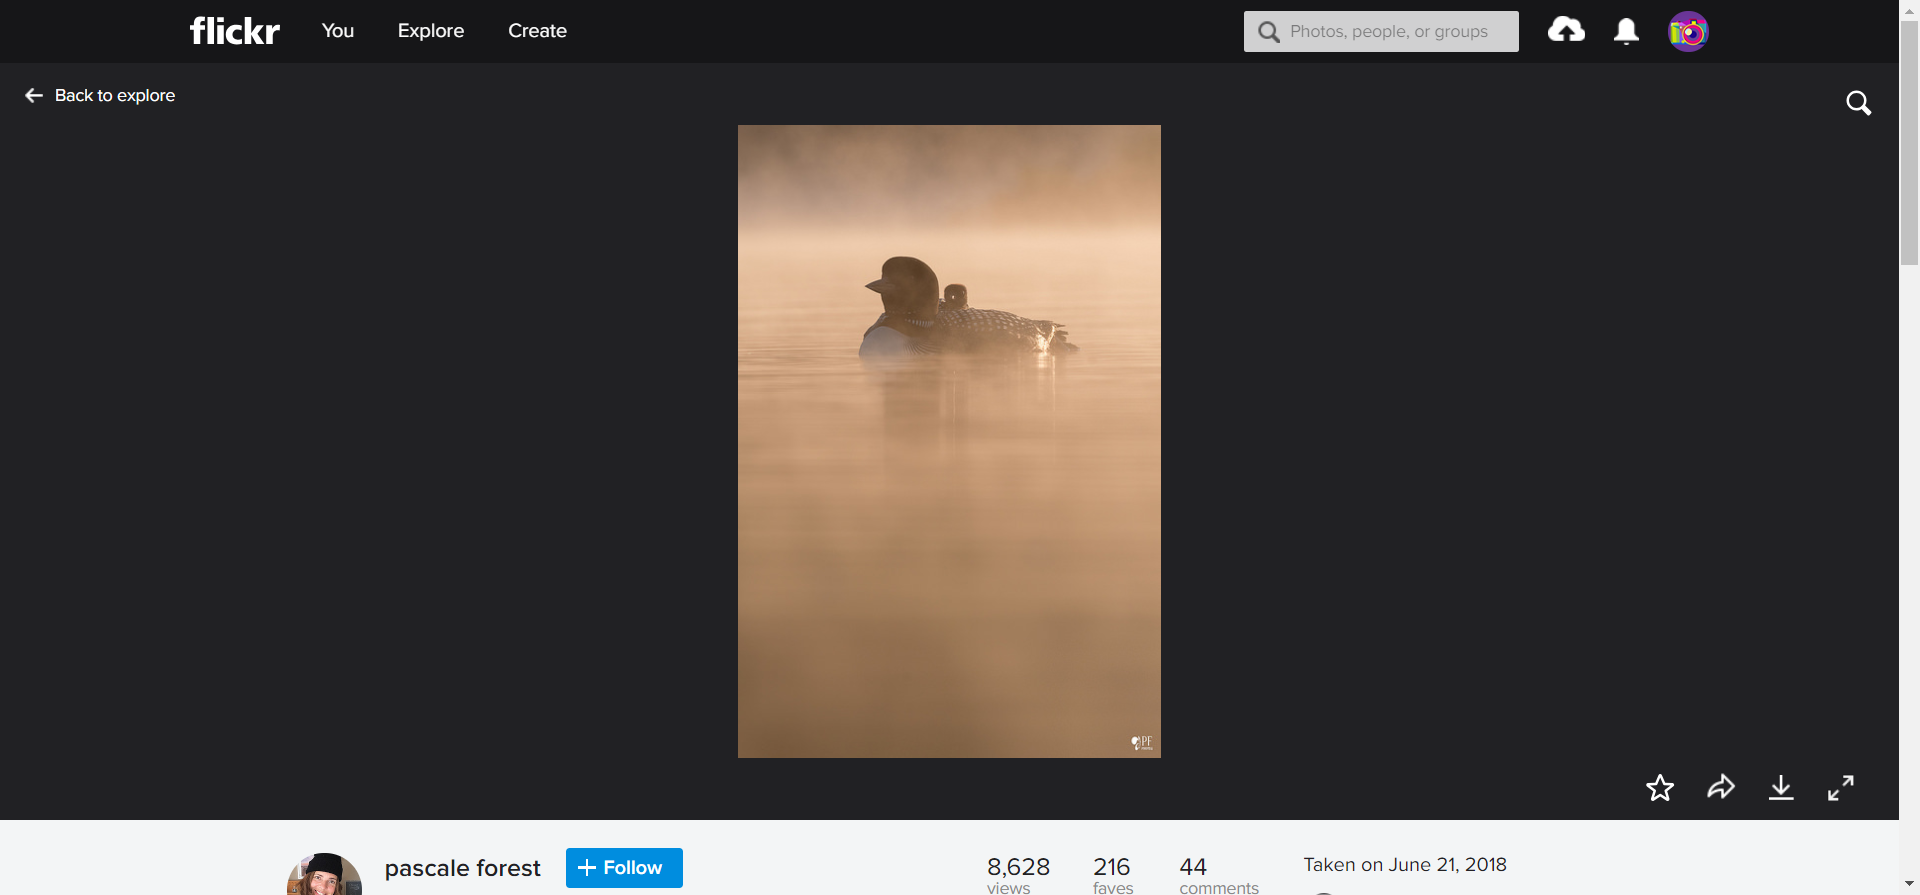 flickr You Explore Create Photos, people, or groups
Back to explore
PF
pascale forest + Follow 8,628 216 44 Taken on June 21, 2018
views faves comments